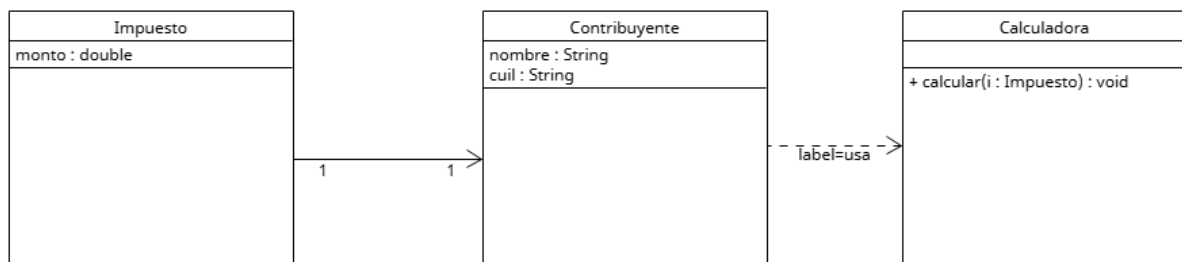 Impuesto
monto : double
1
1
Contribuyente
nombre : String
cuil : String
label=usa
Calculadora
+ calcular(i : Impuesto) : void